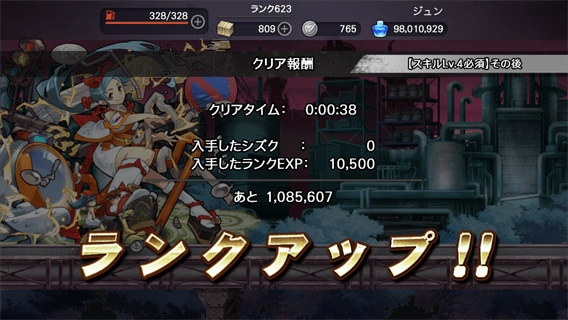 328/328
ランク623
809
765
ジュン
98,010,929
クリア報酬
【スキルLv.4必須】その後
クリアタイム: 0:00:38
入手したシズク : 0
入手したランクEXP: 10,500
あと 1,085,607
ランクアップ!!